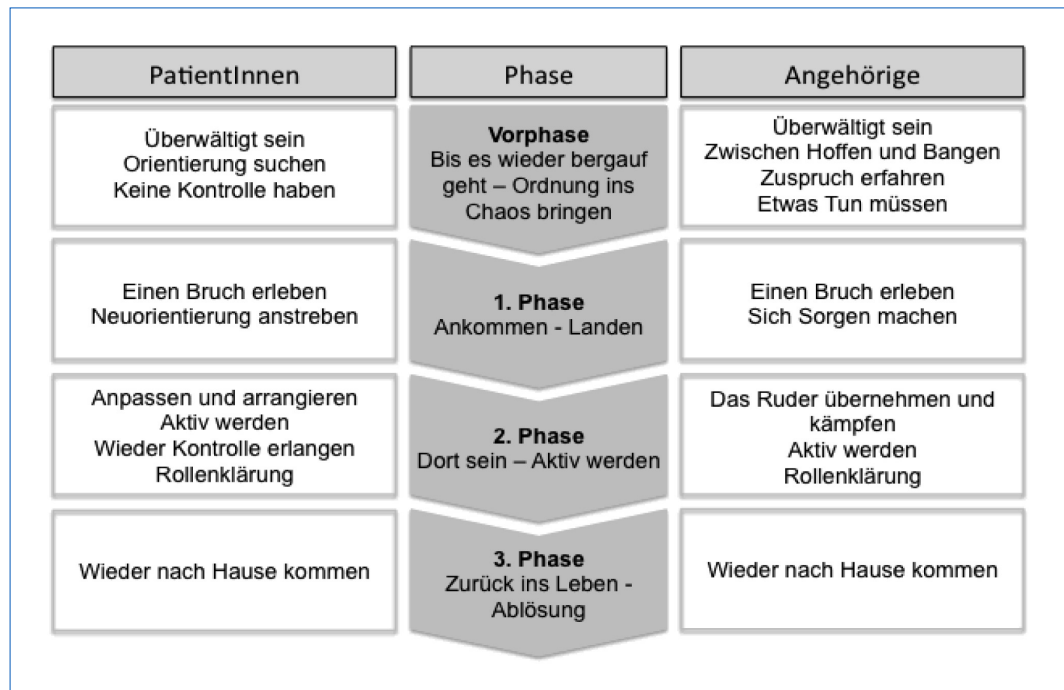 PatientInnen
Phase
Angehörige
Überwältigt sein
Orientierung suchen
Keine Kontrolle haben
Vorphase
Bis es wieder bergauf
geht – Ordnung ins
Chaos bringen
Überwältigt sein
Zwischen Hoffen und Bangen
Zuspruch erfahren
Etwas Tun müssen
Einen Bruch erleben
Neuorientierung anstreben
1. Phase
Ankommen - Landen
Einen Bruch erleben
Sich Sorgen machen
Anpassen und arrangieren
Aktiv werden
Wieder Kontrolle erlangen
Rollenklärung
2. Phase
Dort sein – Aktiv werden
Das Ruder übernehmen und
kämpfen
Aktiv werden
Rollenklärung
Wieder nach Hause kommen
3. Phase
Zurück ins Leben -
Ablösung
Wieder nach Hause kommen